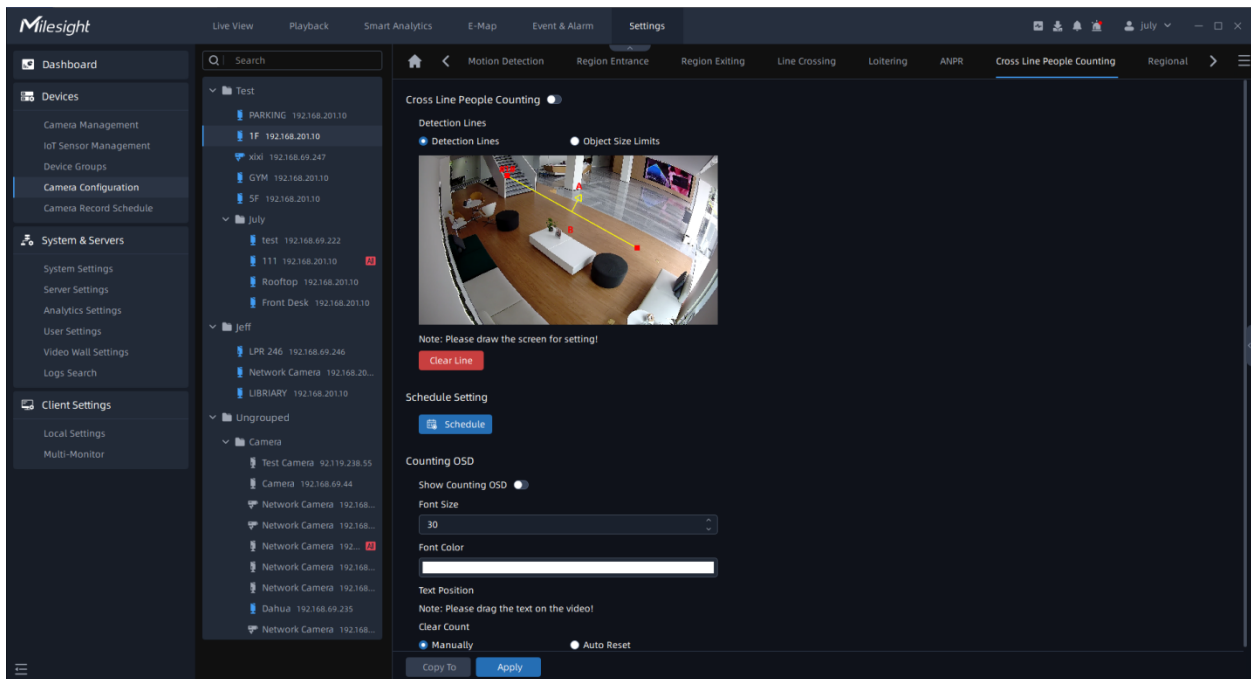 Milesight
Live View Playback Smart Analytics E-Map Event & Alarm Settings july
Dashboard
Devices
Camera Management
IoT Sensor Management
Device Groups
Camera Configuration
Camera Record Schedule
System & Servers
System Settings
Server Settings
Analytics Settings
User Settings
Video Wall Settings
Logs Search
Client Settings
Local Settings
Multi-Monitor
Search
Test
PARKING 192.168.201.10
1F 192.168.201.10
xixi 192.168.69.247
GYM 192.168.201.10
5F 192.168.201.10
July
test 192.168.69.222
111 192.168.201.10 AI
Rooftop 192.168.201.10
Front Desk 192.168.201.10
Jeff
LPR 246 192.168.69.246
Network Camera 192.168.20...
LIBRIARY 192.168.201.10
Ungrouped
Camera
Test Camera 92.119.238.55
Camera 192.168.69.44
Network Camera 192.168...
Network Camera 192.168...
Network Camera 192... AI
Network Camera 192.168...
Network Camera 192.168...
Dahua 192.168.69.235
Network Camera 192.168...
Motion Detection Region Entrance Region Exiting Line Crossing Loitering ANPR Cross Line People Counting Regional
Cross Line People Counting
Detection Lines
Detection Lines Object Size Limits
A
B
Note: Please draw the screen for setting!
Clear Line
Schedule Setting
Schedule
Counting OSD
Show Counting OSD
Font Size
30
Font Color
Text Position
Note: Please drag the text on the video!
Clear Count
Manually Auto Reset
Copy To Apply